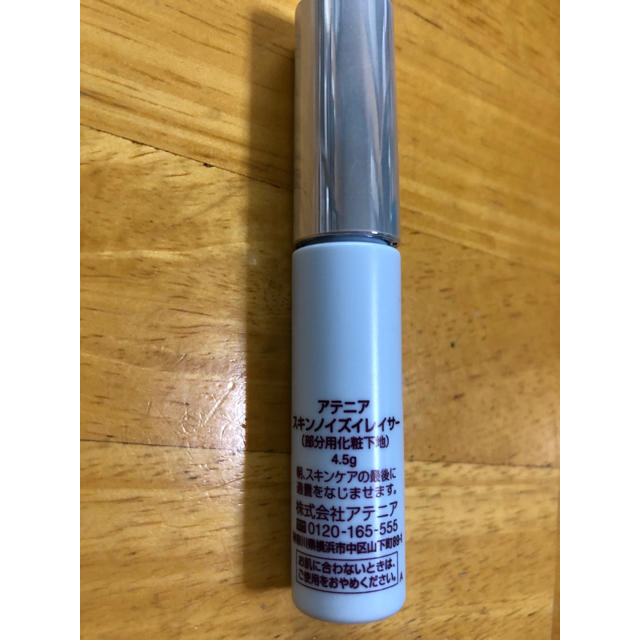 アテニア
スキンノイズイレイサー
(部分用化粧下地)
4.5g
朝、スキンケアの最後に
適量をなじませます。
株式会社アテニア
0120-165-555
神奈川県横浜市中区山下町89-1
お肌に合わないときは、
ご使用をおやめください。
A